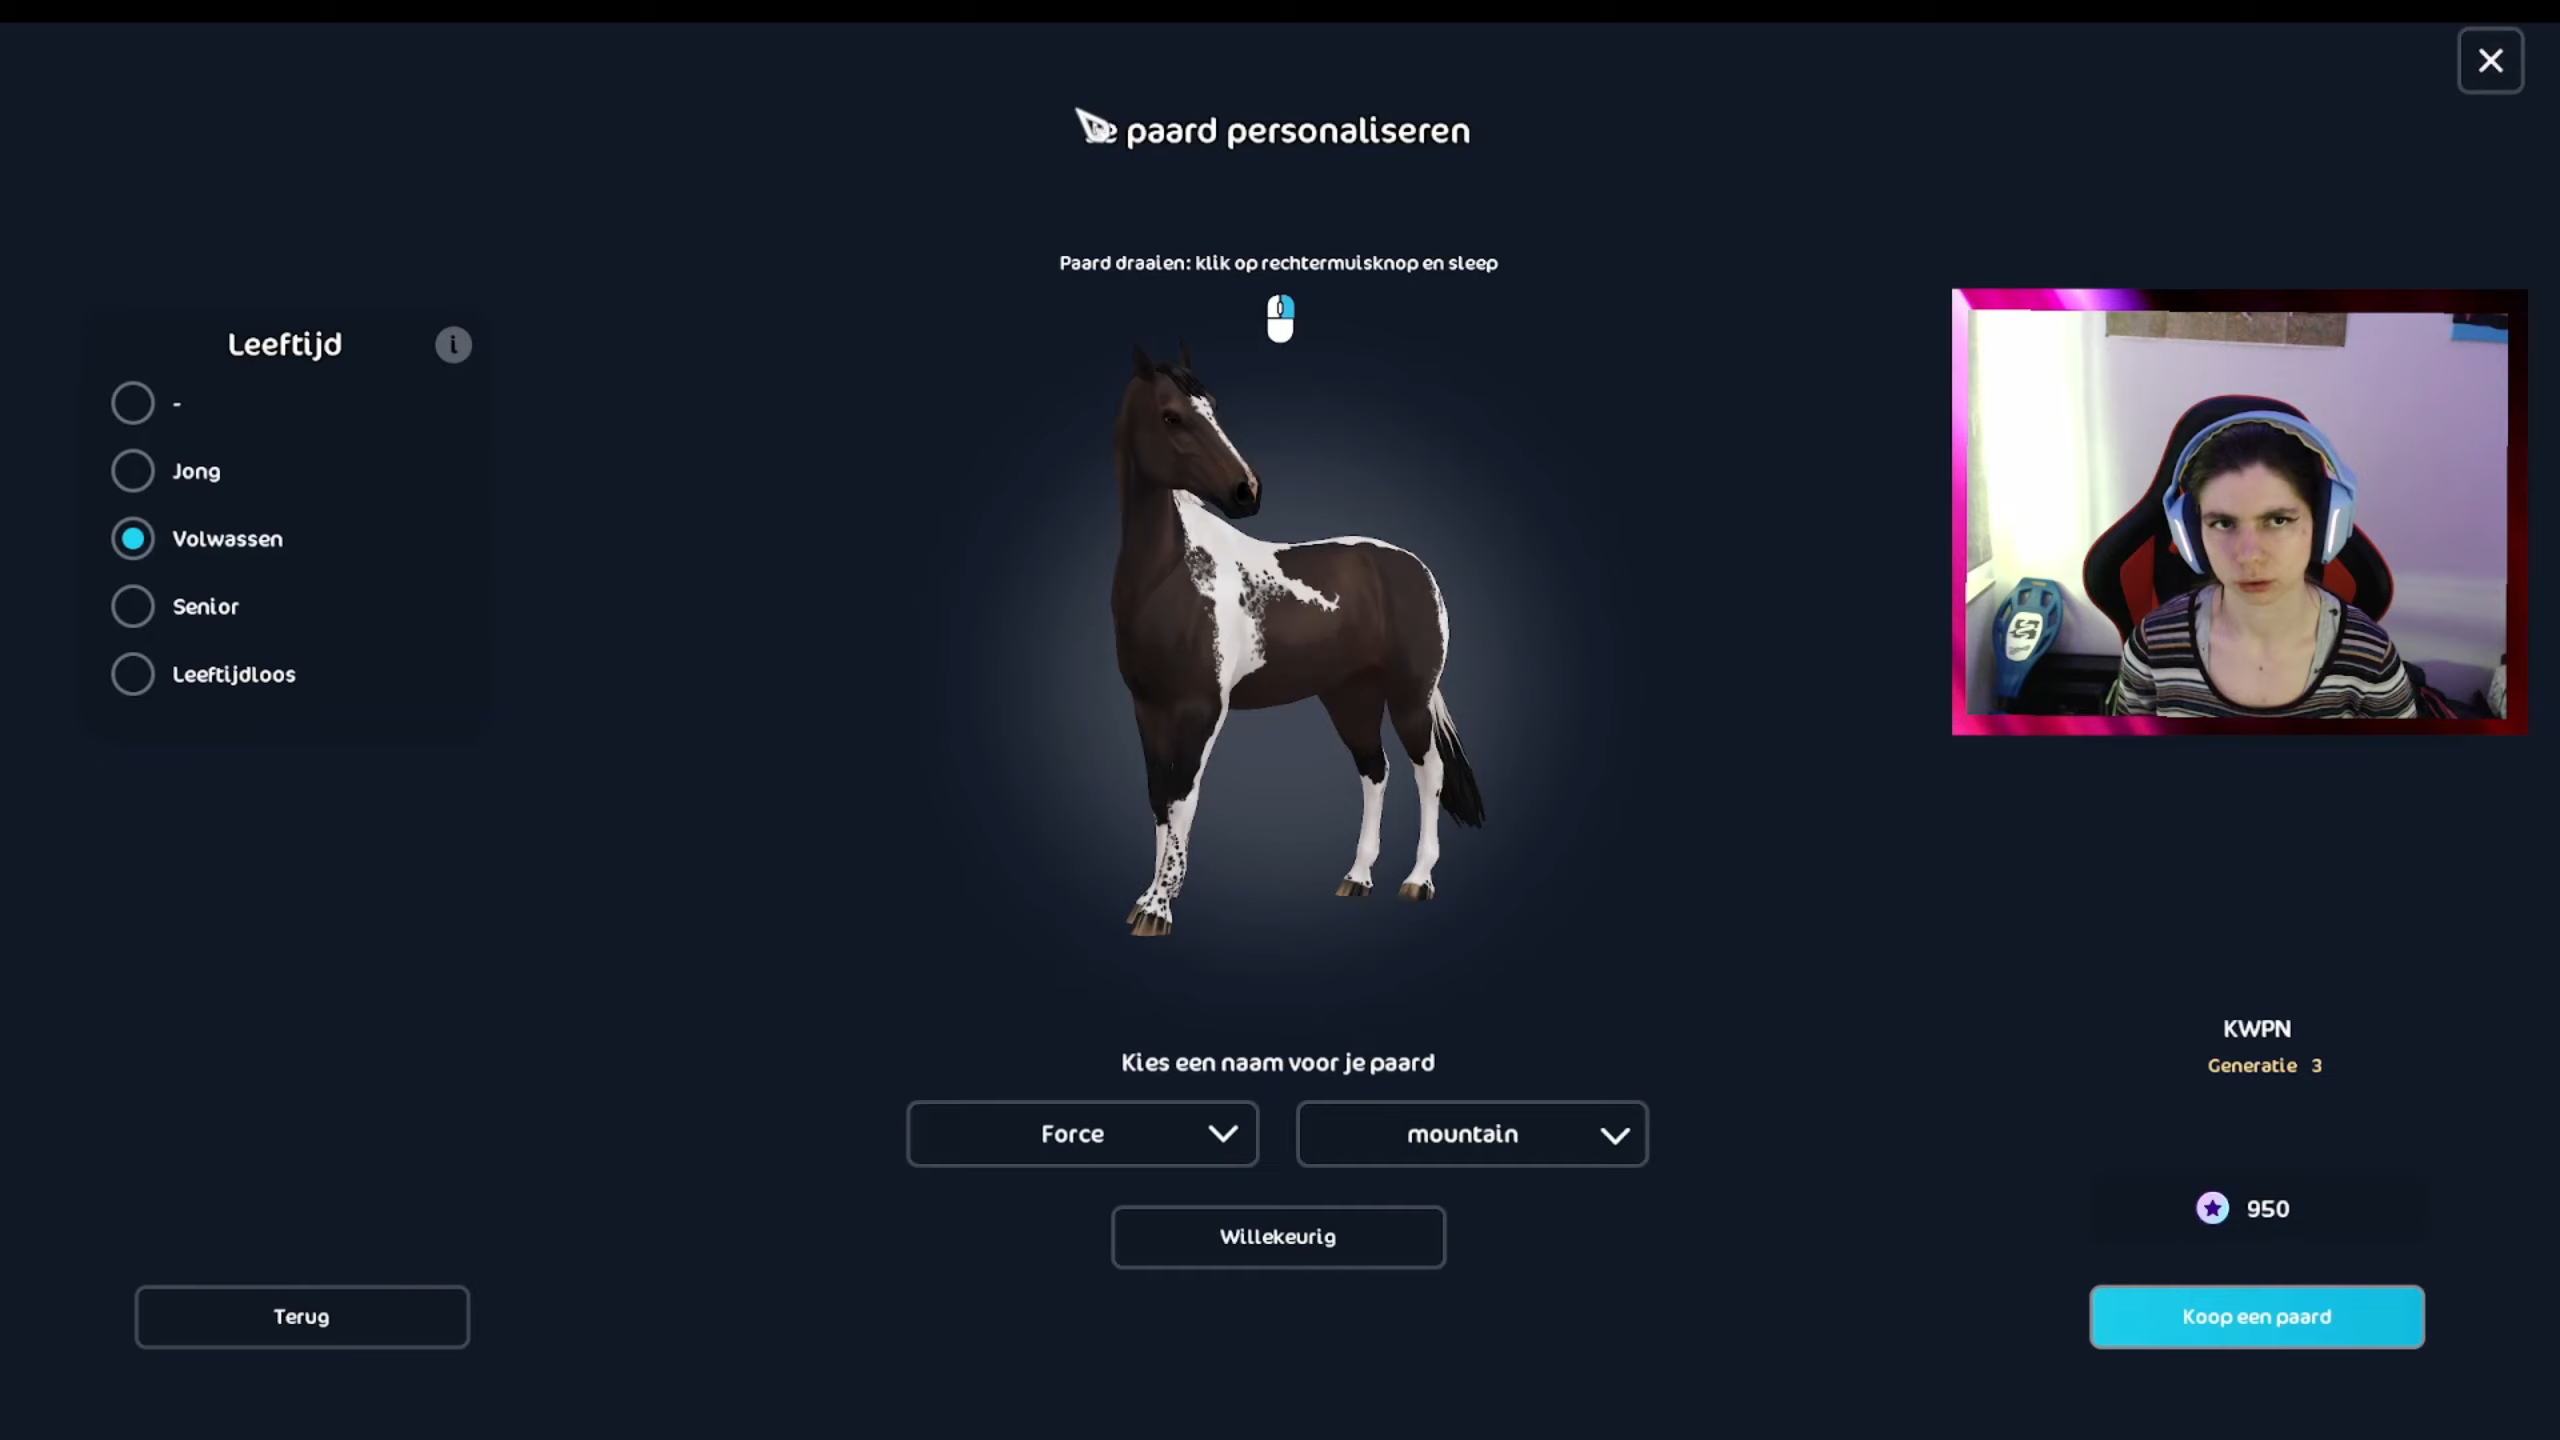 paard personaliseren
Paard draaien: klik op rechtermuisknop en sleep
Leeftijd
-
Jong
Volwassen
Senior
Leeftijdloos
Kies een naam voor je paard
Force
mountain
Willekeurig
Terug
KWPN
Generatie 3
950
Koop een paard